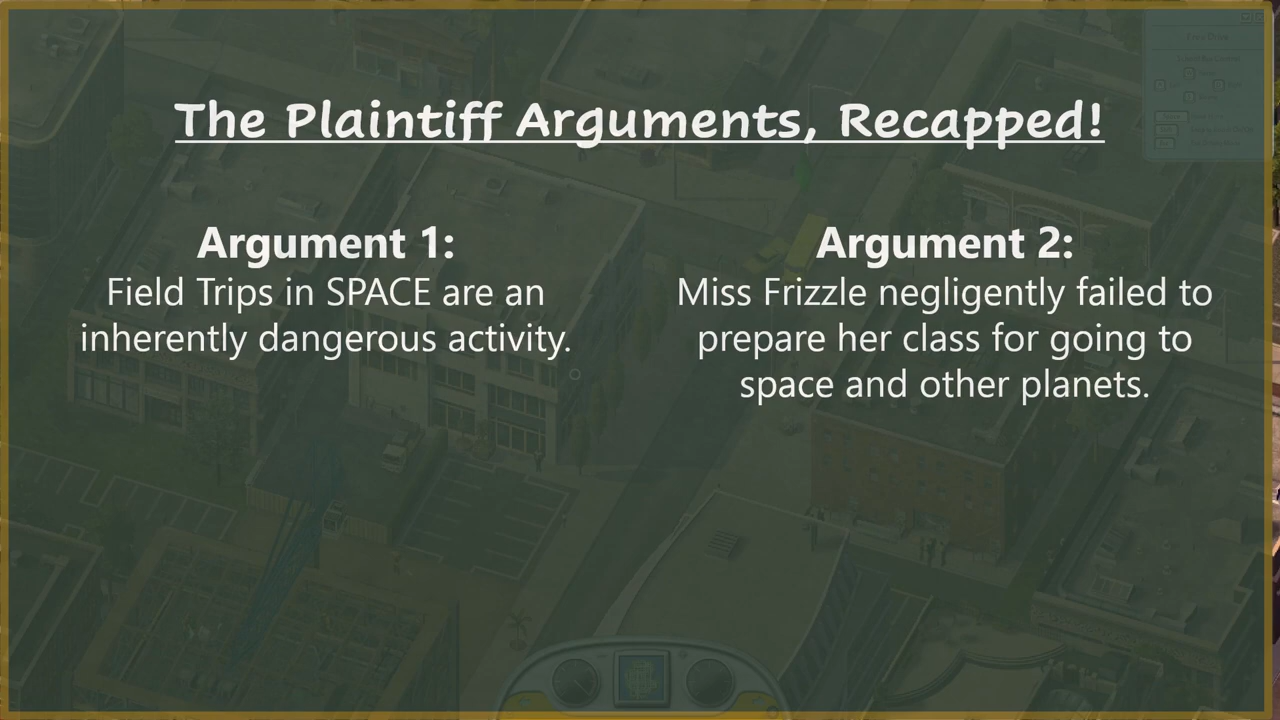 The Plaintiff Arguments, Recapped!
Argument 1:
Field Trips in SPACE are an
inherently dangerous activity.
Argument 2:
Miss Frizzle negligently failed to
prepare her class for going to
space and other planets.